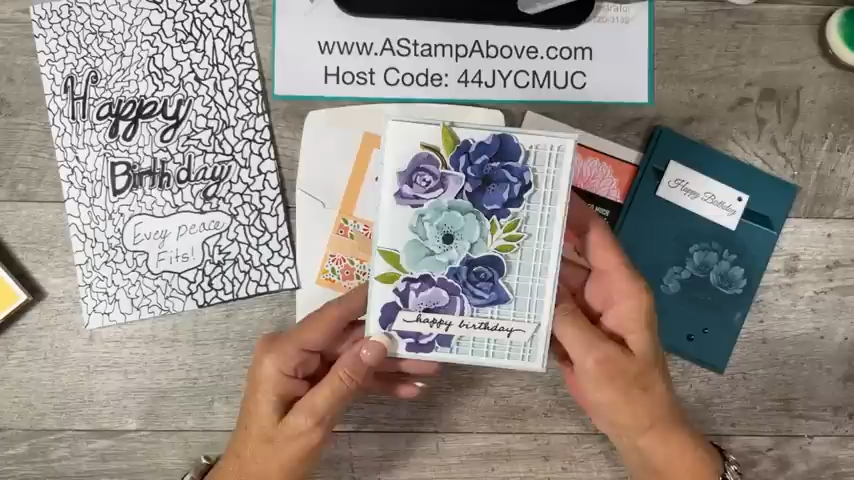 www.AStampAbove.com
Host Code: 44JYCMUC
Happy
Birthday
Evey peace
Fits!
happy birthday
Happy Birthday